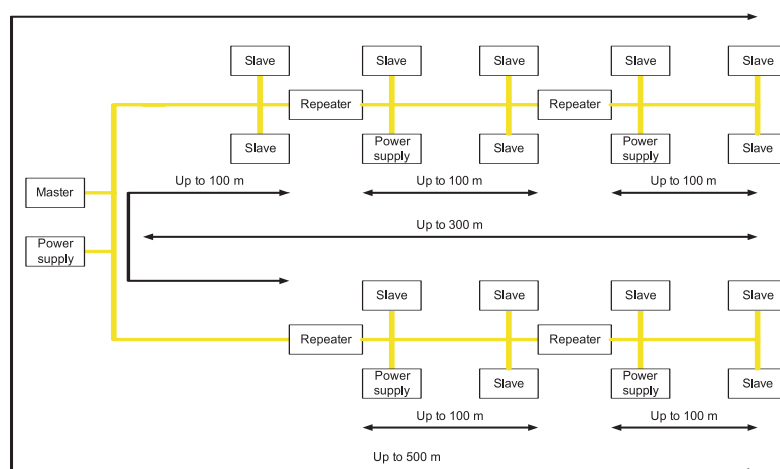 Slave
Slave
Slave
Slave
Slave
Repeater
Repeater
Slave
Power
supply
Slave
Power
supply
Slave
Up to 100 m
Up to 100 m
Up to 100 m
Master
Up to 300 m
Power
supply
Slave
Slave
Slave
Slave
Repeater
Repeater
Power
supply
Slave
Power
supply
Slave
Up to 100 m
Up to 100 m
Up to 500 m